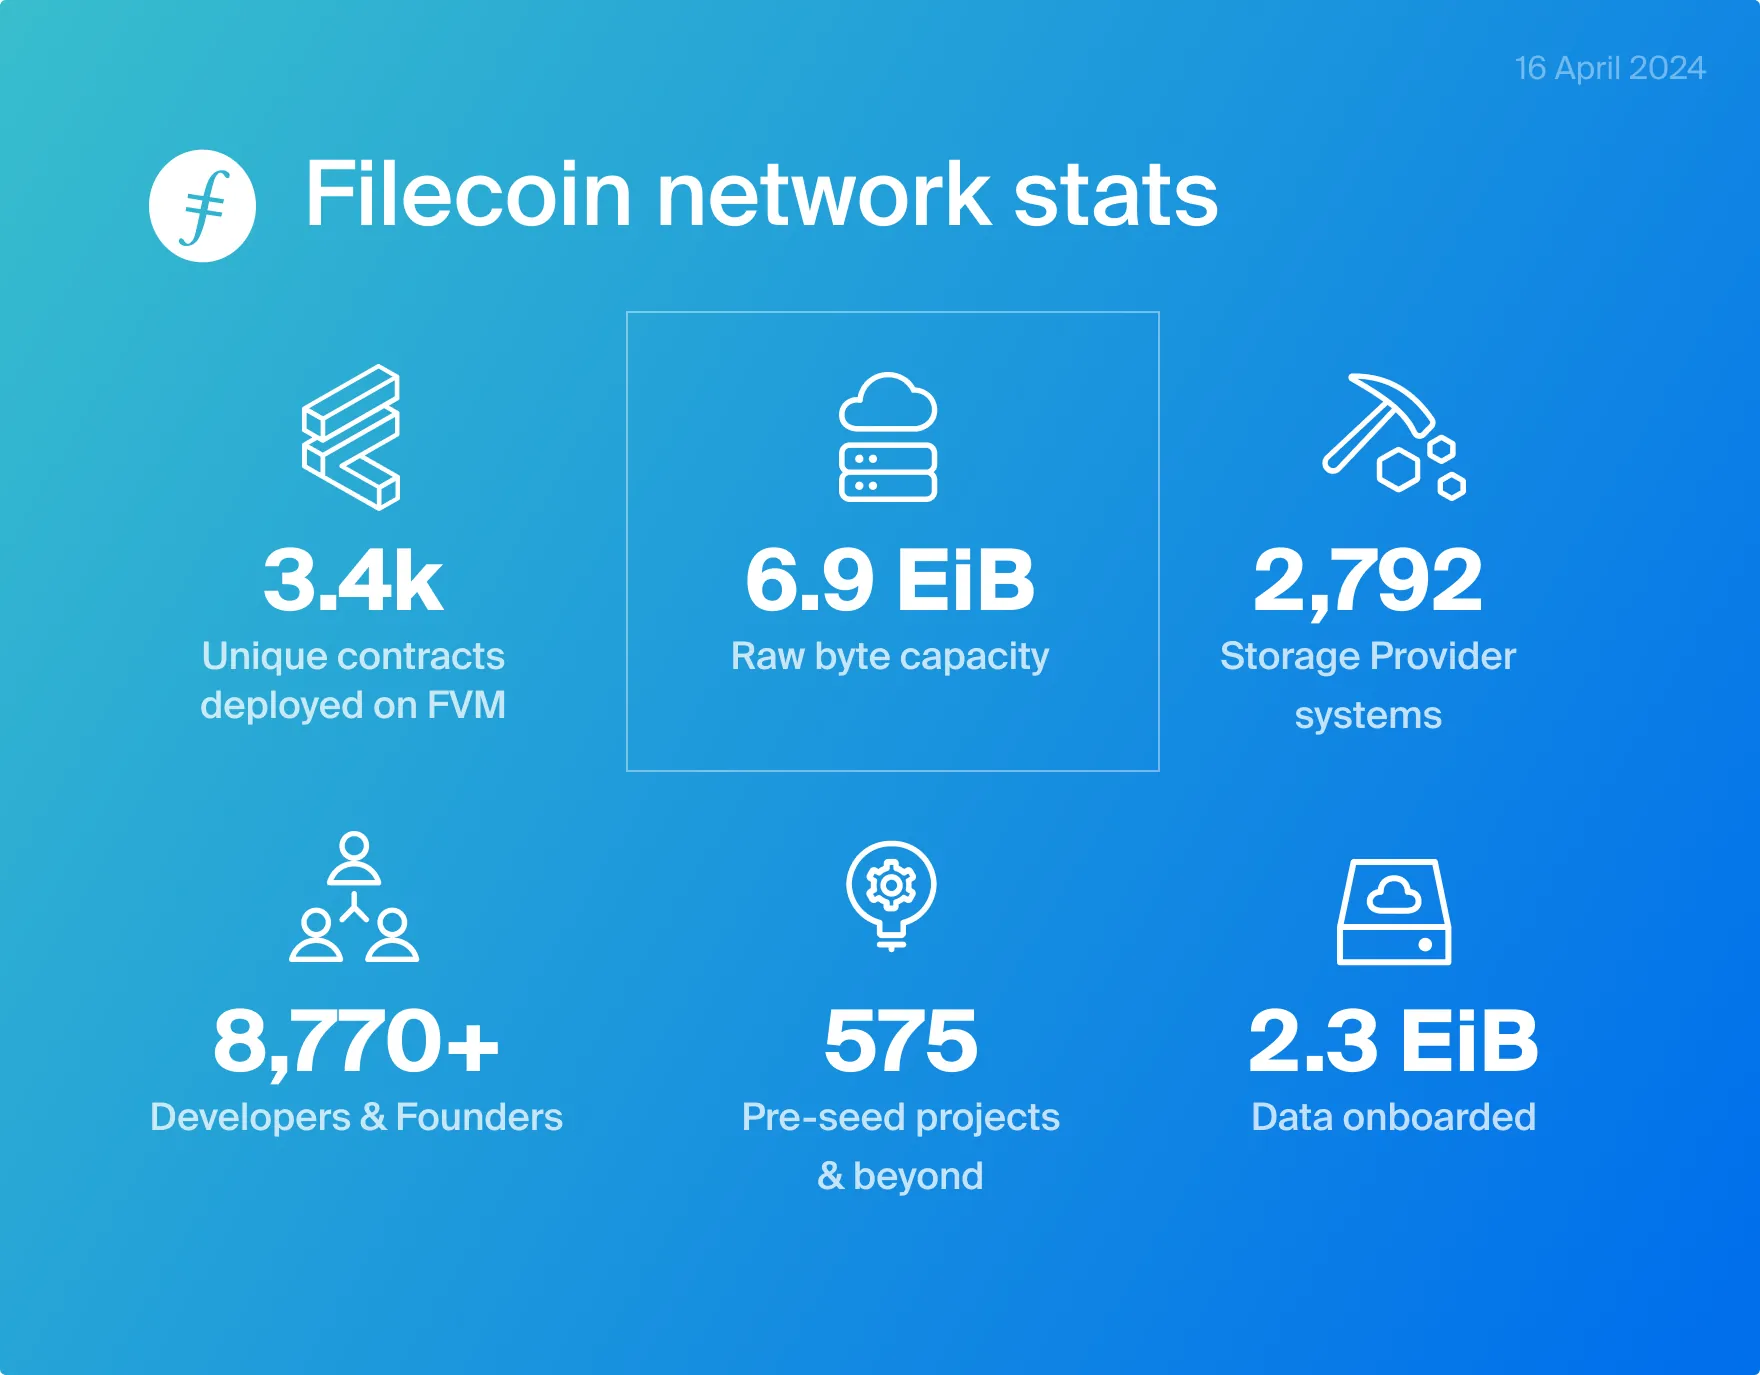 16 April 2024
Filecoin network stats
3.4k
Unique contracts
deployed on FVM
6.9 EiB
Raw byte capacity
2,792
Storage Provider
systems
8,770+
Developers & Founders
575
Pre-seed projects
& beyond
2.3 EiB
Data onboarded